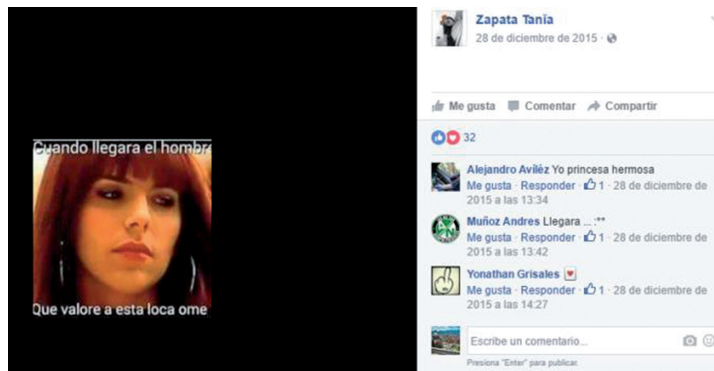 Zapata Tania
28 de diciembre de 2015
Me gusta Comentar Compartir
32
Cuando llegara el hombre
Que valore a esta loca ome
Alejandro Aviléz Yo princesa hermosa
Me gusta · Responder · 1 · 28 de diciembre de
2015 a las 13:34
Muñoz Andres Llegara ... :**
Me gusta · Responder · 1 · 28 de diciembre de
2015 a las 13:42
Yonathan Grisales
Me gusta · Responder · 1 · 28 de diciembre de
2015 a las 14:27
Escribe un comentario...
Presiona "Enter" para publicar.